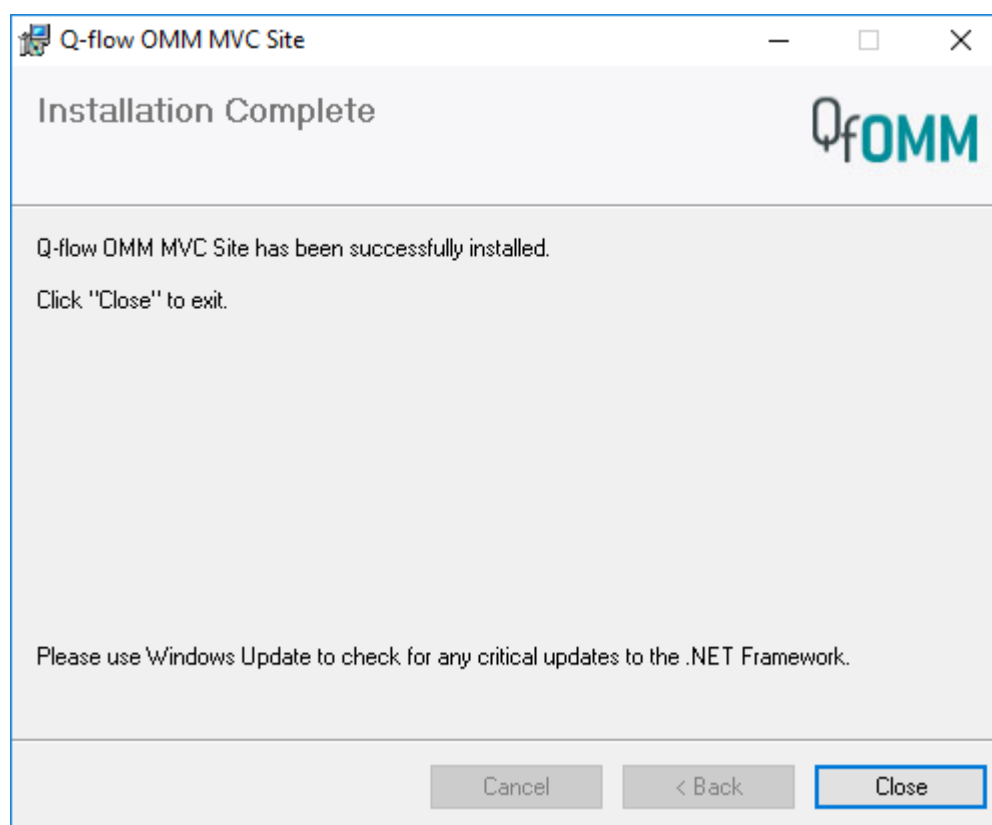 Q-flow OMM MVC Site
Installation Complete
QfOMM
Q-flow OMM MVC Site has been successfully installed.
Click "Close" to exit.
Please use Windows Update to check for any critical updates to the .NET Framework.
Cancel
< Back
Close